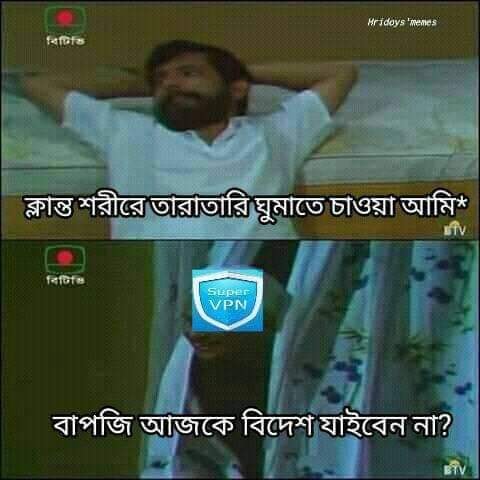 Hridoys'memes
বিটিভি
ক্লান্ত শরীরে তারাতারি ঘুমাতে চাওয়া আমি*
BTV
বিটিভি
Super
VPN
বাপজি আজকে বিদেশ যাইবেন না?
BTV